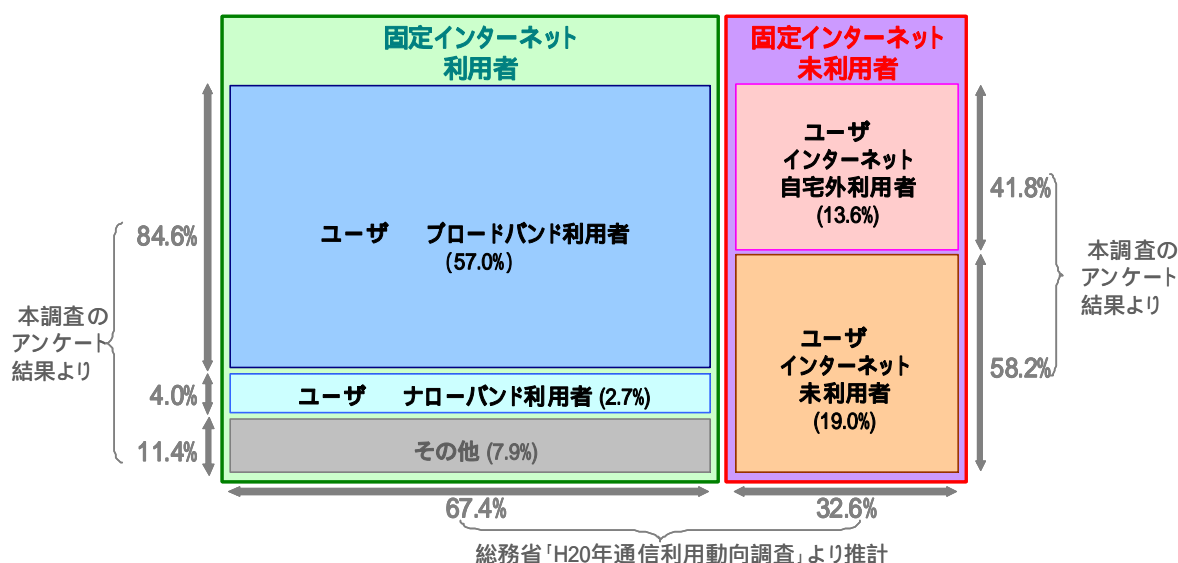 固定インターネット
利用者
固定インターネット
未利用者
ユーザ　ブロードバンド利用者
(57.0%)
ユーザ　ナローバンド利用者 (2.7%)
その他 (7.9%)
ユーザ
インターネット
自宅外利用者
(13.6%)
ユーザ
インターネット
未利用者
(19.0%)
84.6%
4.0%
11.4%
本調査の
アンケート
結果より
41.8%
58.2%
本調査の
アンケート
結果より
67.4%
32.6%
総務省「H20年通信利用動向調査」より推計